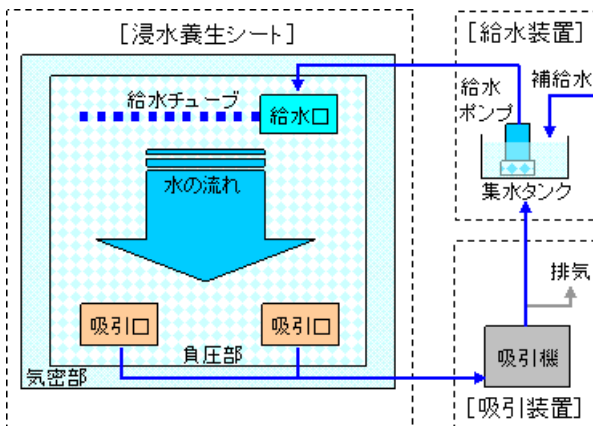 [浸水養生シート]
給水チューブ
給水口
水の流れ
吸引口
吸引口
負圧部
気密部
[給水装置]
給水
ポンプ
補給水
集水タンク
排気
吸引機
[吸引装置]